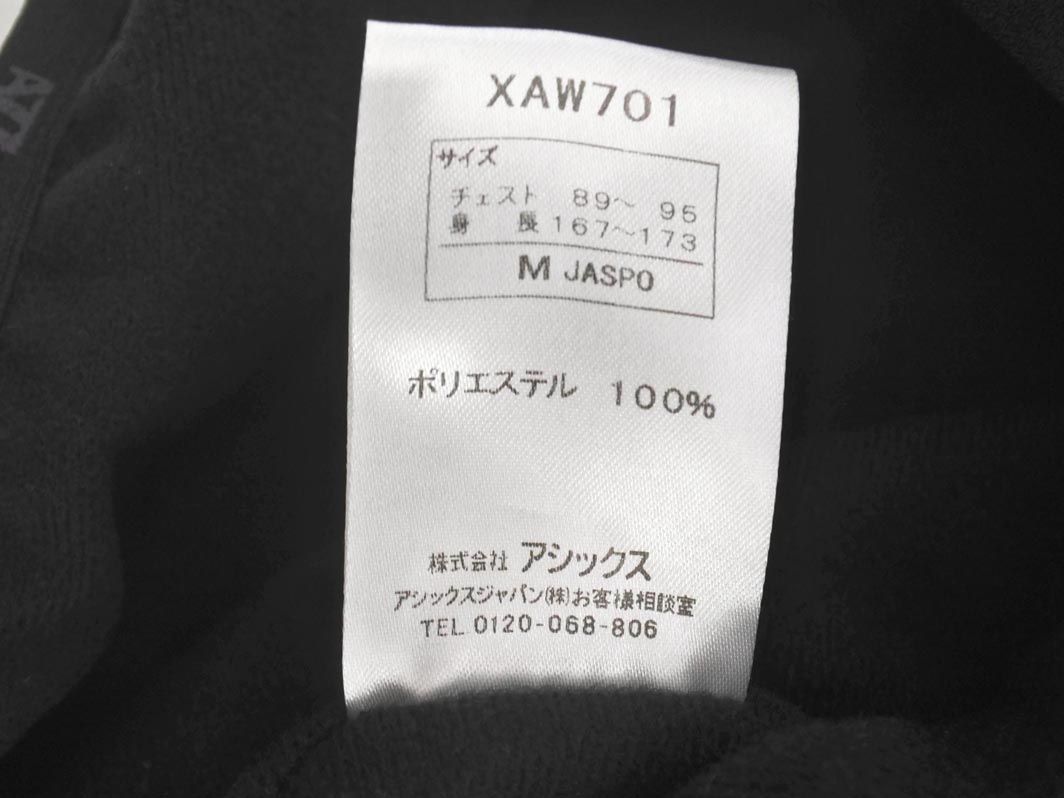 XAW701
サイズ
チェスト 89～ 95
身 長 167～173
M JASPO
ポリエステル 100%
株式会社 アシックス
アシックスジャパン(株)お客様相談室
TEL 0120-068-806